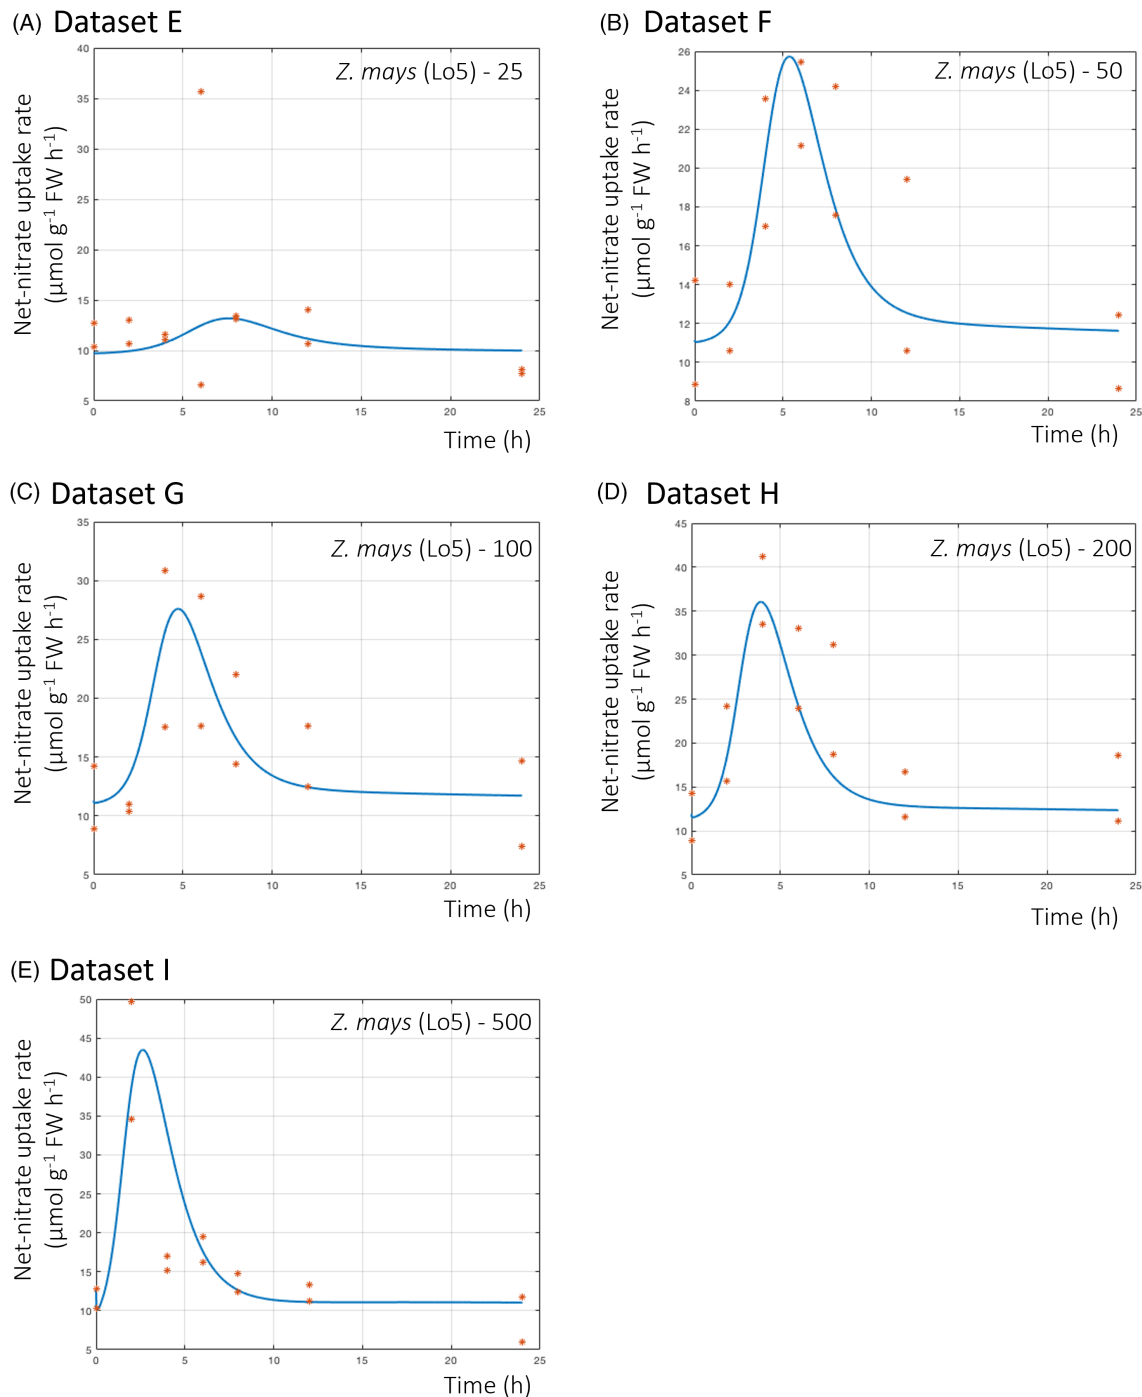 (A) Dataset E
Z. mays (Lo5) - 25
Net-nitrate uptake rate
(µmol g⁻¹ FW h⁻¹)
40
35
30
25
20
15
10
5
0 5 10 15 20 25
Time (h)
(B) Dataset F
Z. mays (Lo5) - 50
Net-nitrate uptake rate
(µmol g⁻¹ FW h⁻¹)
26
24
22
20
18
16
14
12
10
8
0 5 10 15 20 25
Time (h)
(C) Dataset G
Z. mays (Lo5) - 100
Net-nitrate uptake rate
(µmol g⁻¹ FW h⁻¹)
35
30
25
20
15
10
5
0 5 10 15 20 25
Time (h)
(D) Dataset H
Z. mays (Lo5) - 200
Net-nitrate uptake rate
(µmol g⁻¹ FW h⁻¹)
45
40
35
30
25
20
15
10
5
0 5 10 15 20 25
Time (h)
(E) Dataset I
Z. mays (Lo5) - 500
Net-nitrate uptake rate
(µmol g⁻¹ FW h⁻¹)
50
45
40
35
30
25
20
15
10
5
0 5 10 15 20 25
Time (h)